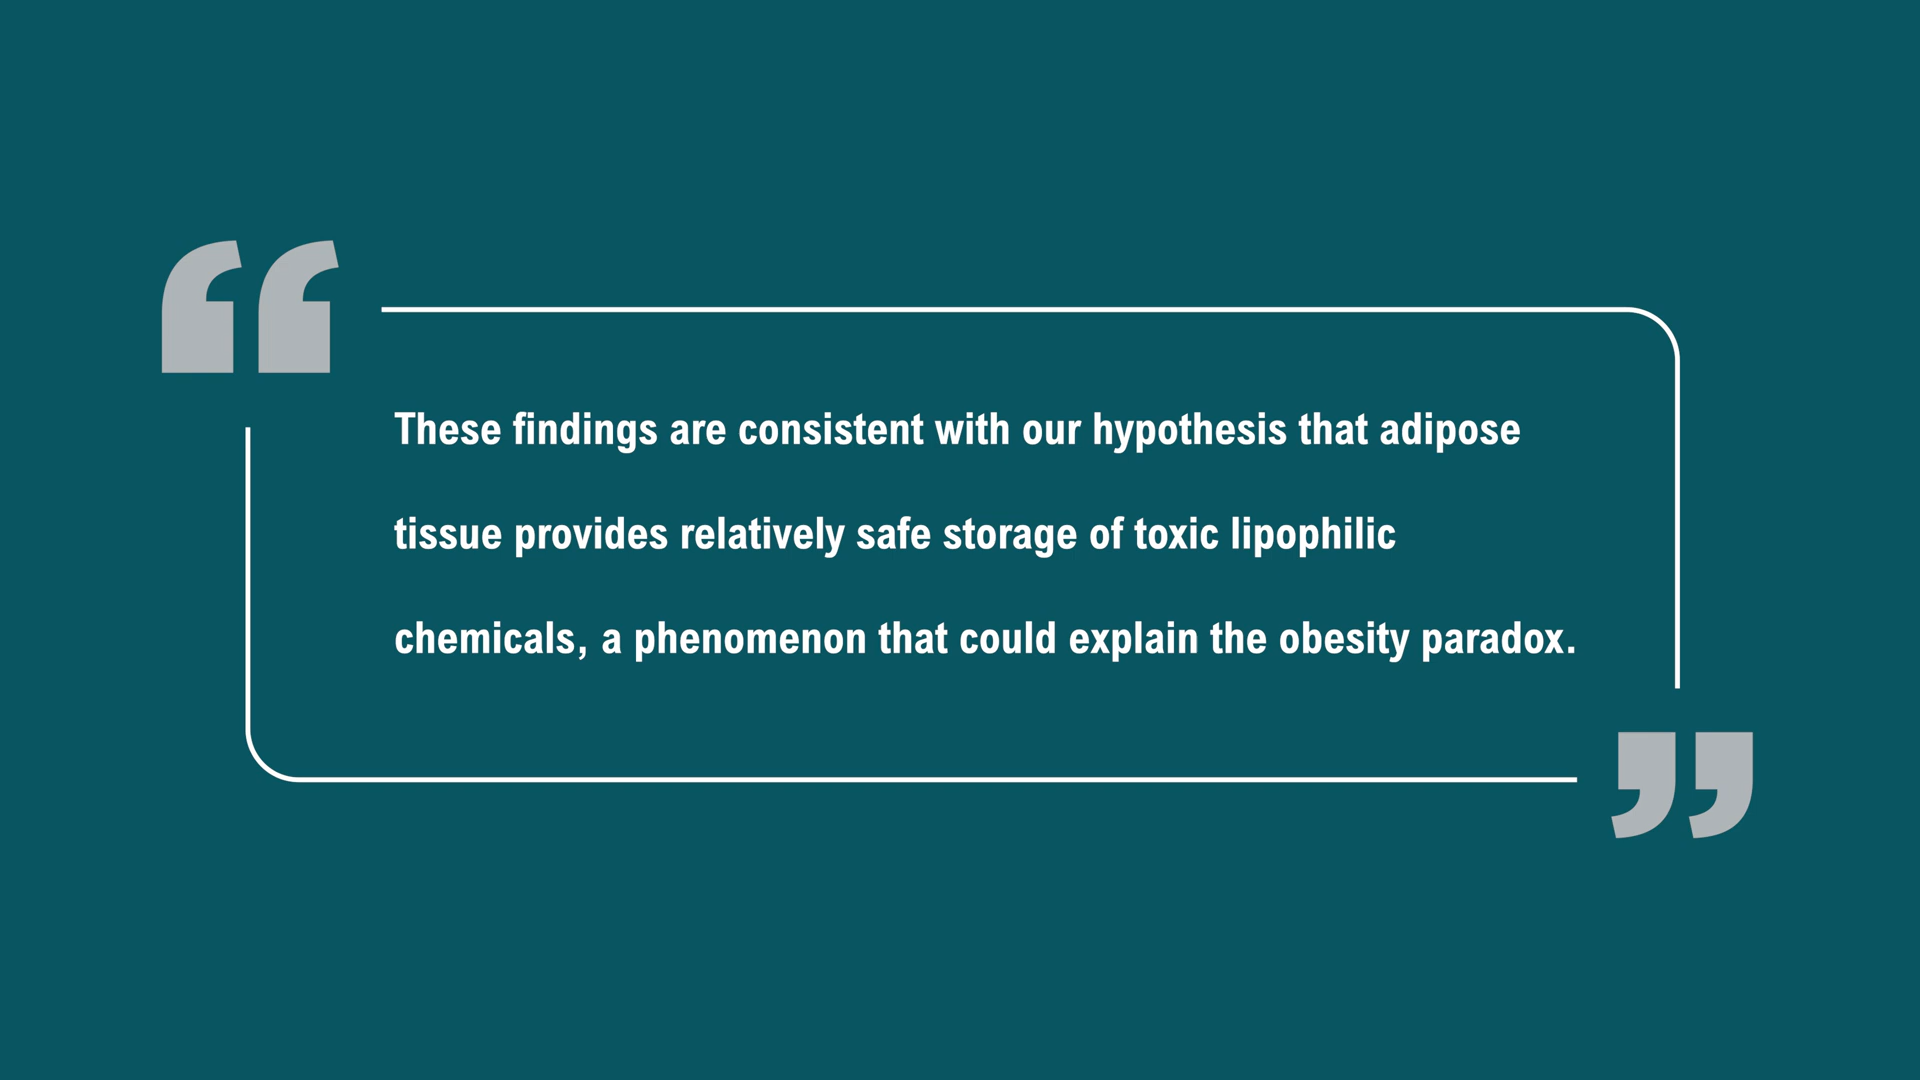 “
These findings are consistent with our hypothesis that adipose
tissue provides relatively safe storage of toxic lipophilic
chemicals, a phenomenon that could explain the obesity paradox.
”